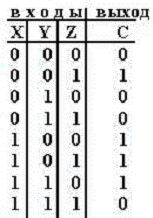 входы выход
X Y Z C
0 0 0 0
0 0 1 1
0 1 0 0
0 1 1 0
1 0 0 1
1 0 1 1
1 1 0 1
1 1 1 0